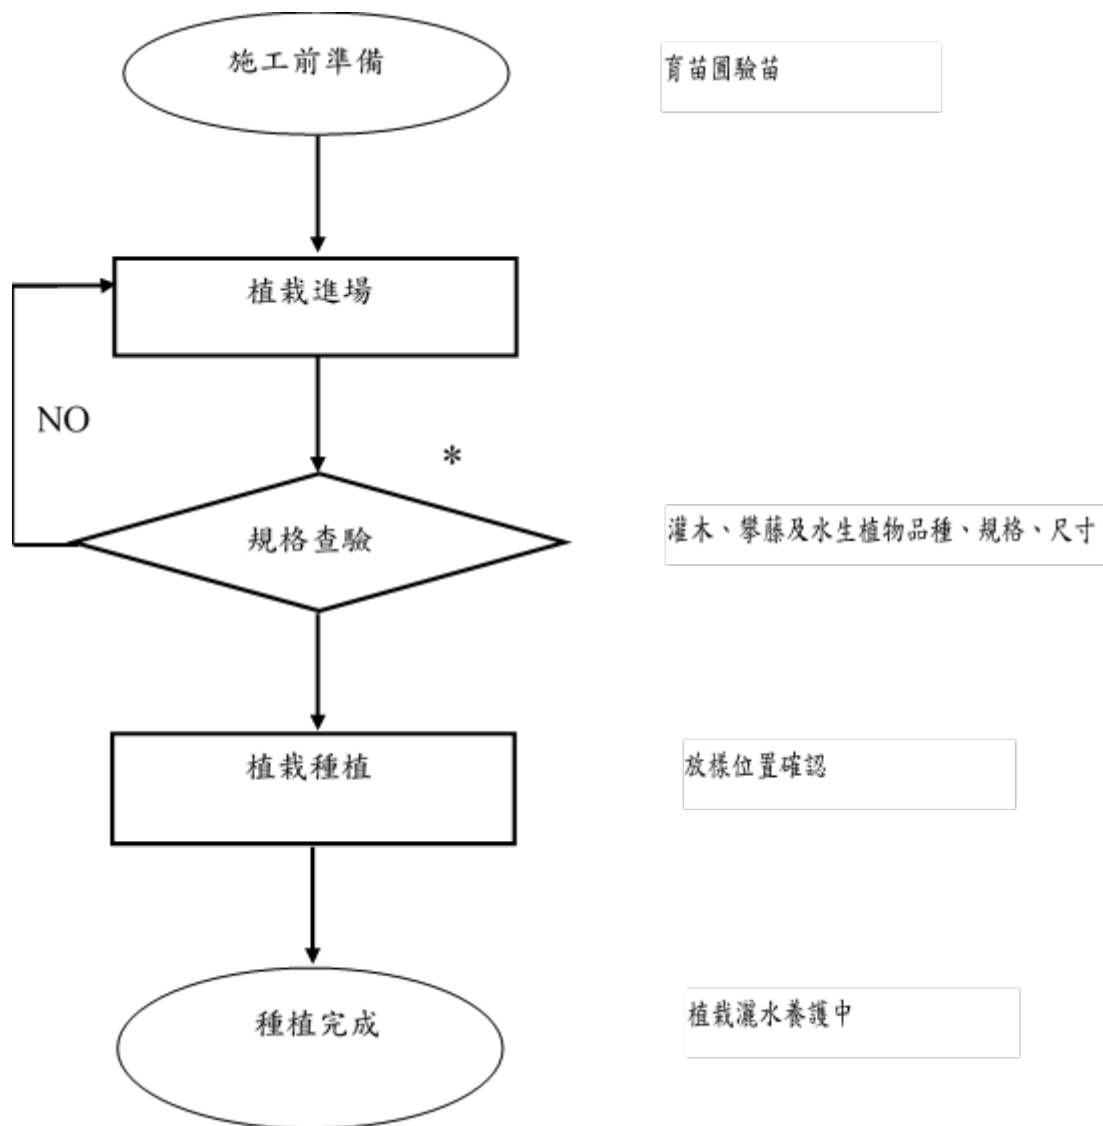 施工前準備
育苗圃驗苗
植栽進場
NO
*
規格查驗
灌木、攀藤及水生植物品種、規格、尺寸
植栽種植
放樣位置確認
種植完成
植栽灑水養護中